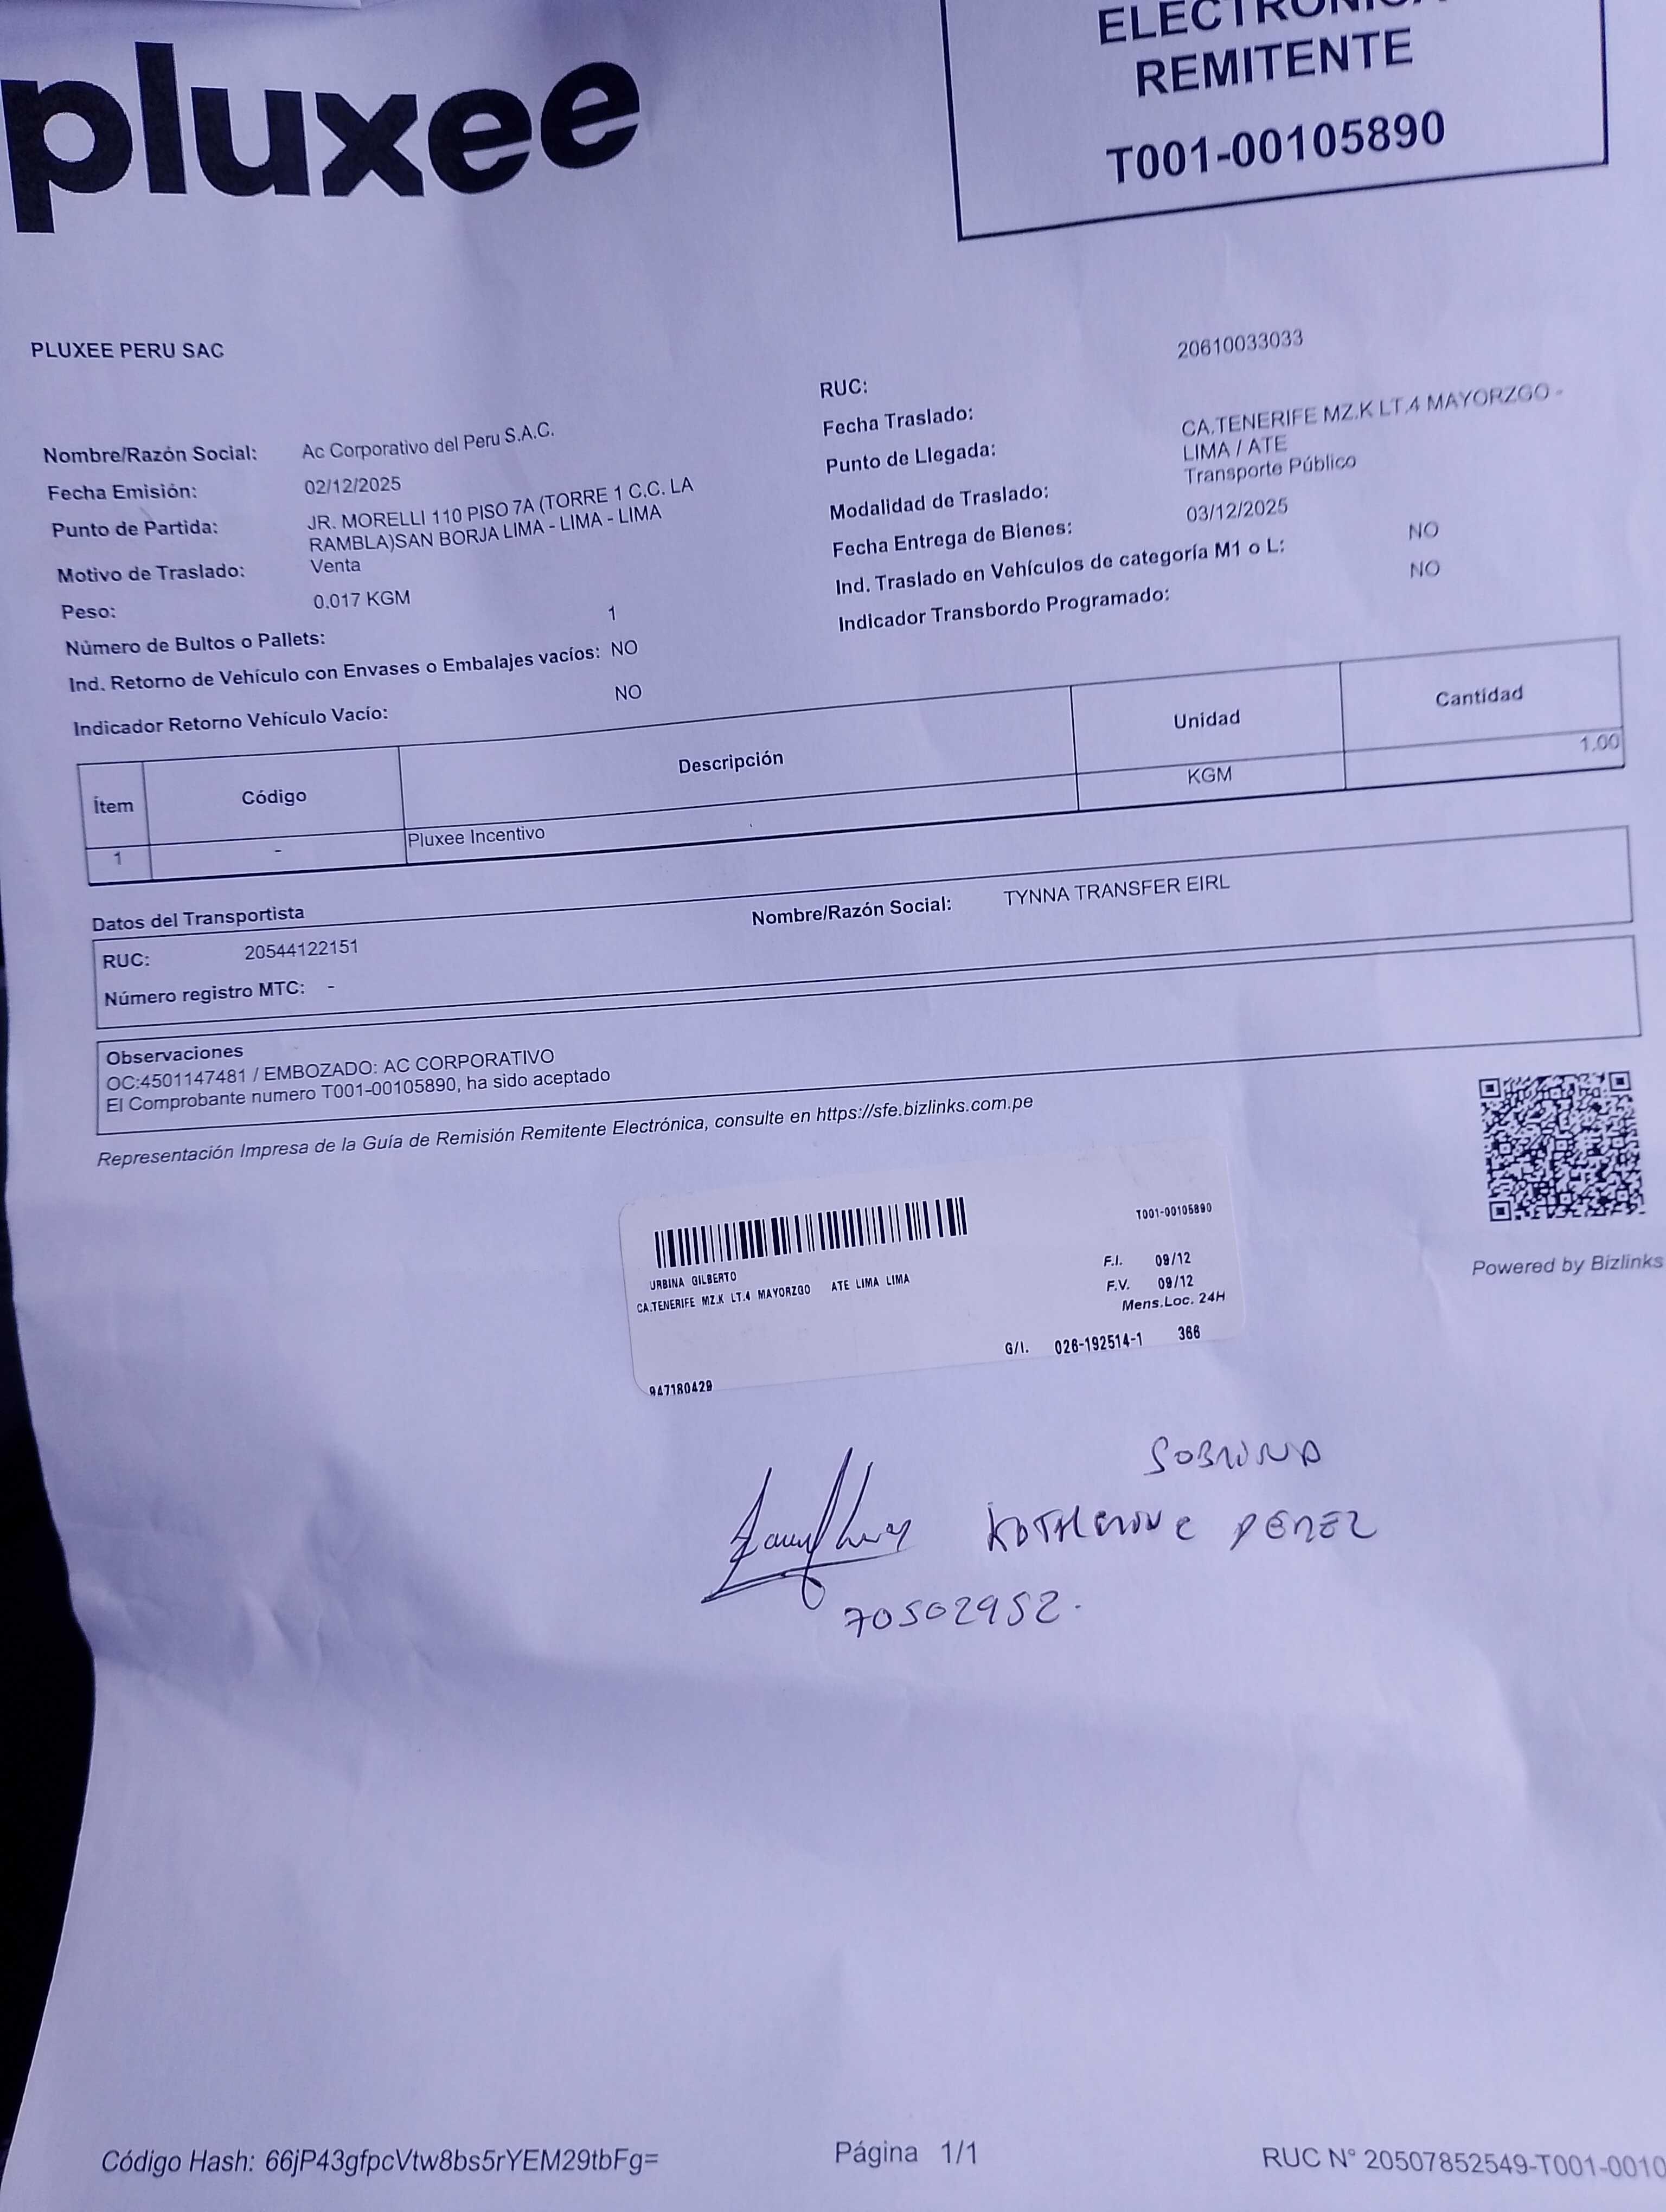 pluxee
ELECTRÓNICA
REMITENTE
T001-00105890
PLUXEE PERU SAC
Nombre/Razón Social: Ac Corporativo del Peru S.A.C.
Fecha Emisión: 02/12/2025
Punto de Partida: JR. MORELLI 110 PISO 7A (TORRE 1 C.C. LA
RAMBLA)SAN BORJA LIMA - LIMA - LIMA
Motivo de Traslado: Venta
Peso: 0.017 KGM
Número de Bultos o Pallets: 1
Ind. Retorno de Vehículo con Envases o Embalajes vacíos: NO
Indicador Retorno Vehículo Vacío: NO
RUC: 20610033033
Fecha Traslado:
Punto de Llegada: CA.TENERIFE MZ.K LT.4 MAYORZGO -
LIMA / ATE
Modalidad de Traslado: Transporte Público
Fecha Entrega de Bienes: 03/12/2025
Ind. Traslado en Vehículos de categoría M1 o L: NO
Indicador Transbordo Programado: NO
Ítem Código Descripción Unidad Cantidad
1 - Pluxee Incentivo KGM 1.00
Datos del Transportista
RUC: 20544122151 Nombre/Razón Social: TYNNA TRANSFER EIRL
Número registro MTC: -
Observaciones
OC:4501147481 / EMBOZADO: AC CORPORATIVO
El Comprobante numero T001-00105890, ha sido aceptado
Representación Impresa de la Guía de Remisión Remitente Electrónica, consulte en https://sfe.bizlinks.com.pe
Powered by Bizlinks
T001-00105890
URBINA GILBERTO
CA.TENERIFE MZ.K LT.4 MAYORZGO ATE LIMA LIMA
F.I. 09/12
F.V. 09/12
Mens.Loc. 24H
G/I. 026-192514-1 366
947180429
SOBRINA
KATHERINE PEREZ
70502952.
Código Hash: 66jP43gfpcVtw8bs5rYEM29tbFg=
Página 1/1
RUC N° 20507852549-T001-0010